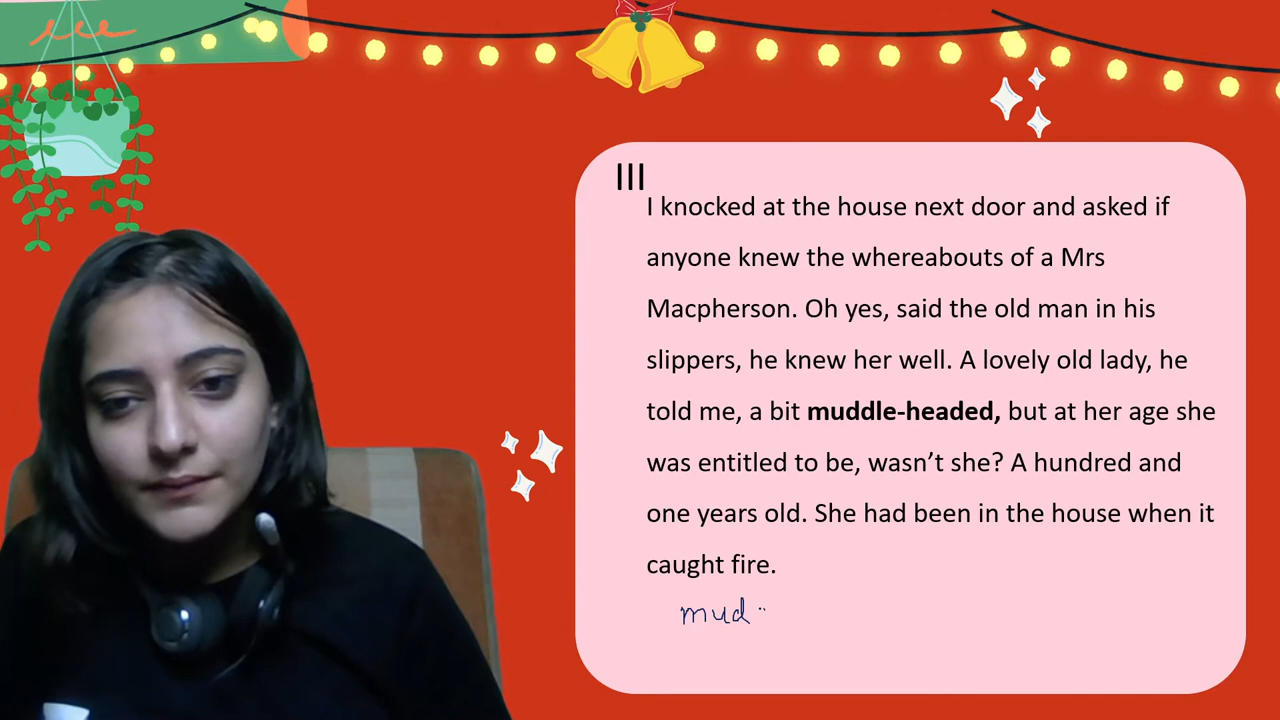 III
I knocked at the house next door and asked if
anyone knew the whereabouts of a Mrs
Macpherson. Oh yes, said the old man in his
slippers, he knew her well. A lovely old lady, he
told me, a bit muddle-headed, but at her age she
was entitled to be, wasn’t she? A hundred and
one years old. She had been in the house when it
caught fire.
mud